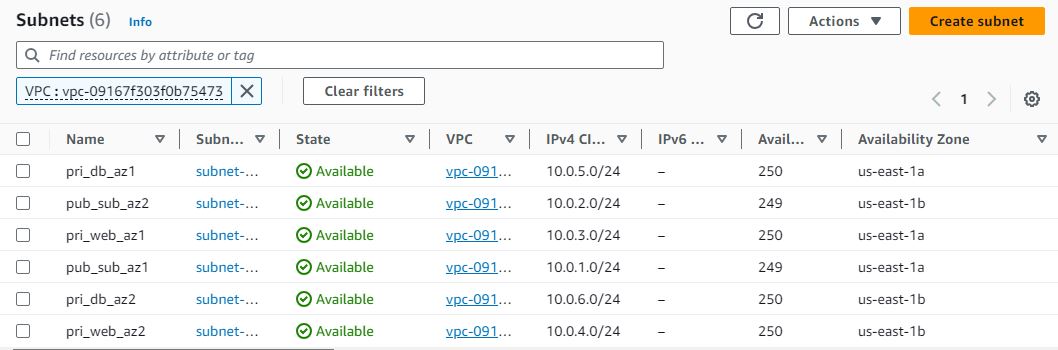 Subnets (6) Info Actions Create subnet
Find resources by attribute or tag
VPC : vpc-09167f303f0b75473 Clear filters
1
Name Subn... State VPC IPv4 CI... IPv6 ... Avail... Availability Zone
pri_db_az1 subnet-... Available vpc-091... 10.0.5.0/24 – 250 us-east-1a
pub_sub_az2 subnet-... Available vpc-091... 10.0.2.0/24 – 249 us-east-1b
pri_web_az1 subnet-... Available vpc-091... 10.0.3.0/24 – 250 us-east-1a
pub_sub_az1 subnet-... Available vpc-091... 10.0.1.0/24 – 249 us-east-1a
pri_db_az2 subnet-... Available vpc-091... 10.0.6.0/24 – 250 us-east-1b
pri_web_az2 subnet-... Available vpc-091... 10.0.4.0/24 – 250 us-east-1b